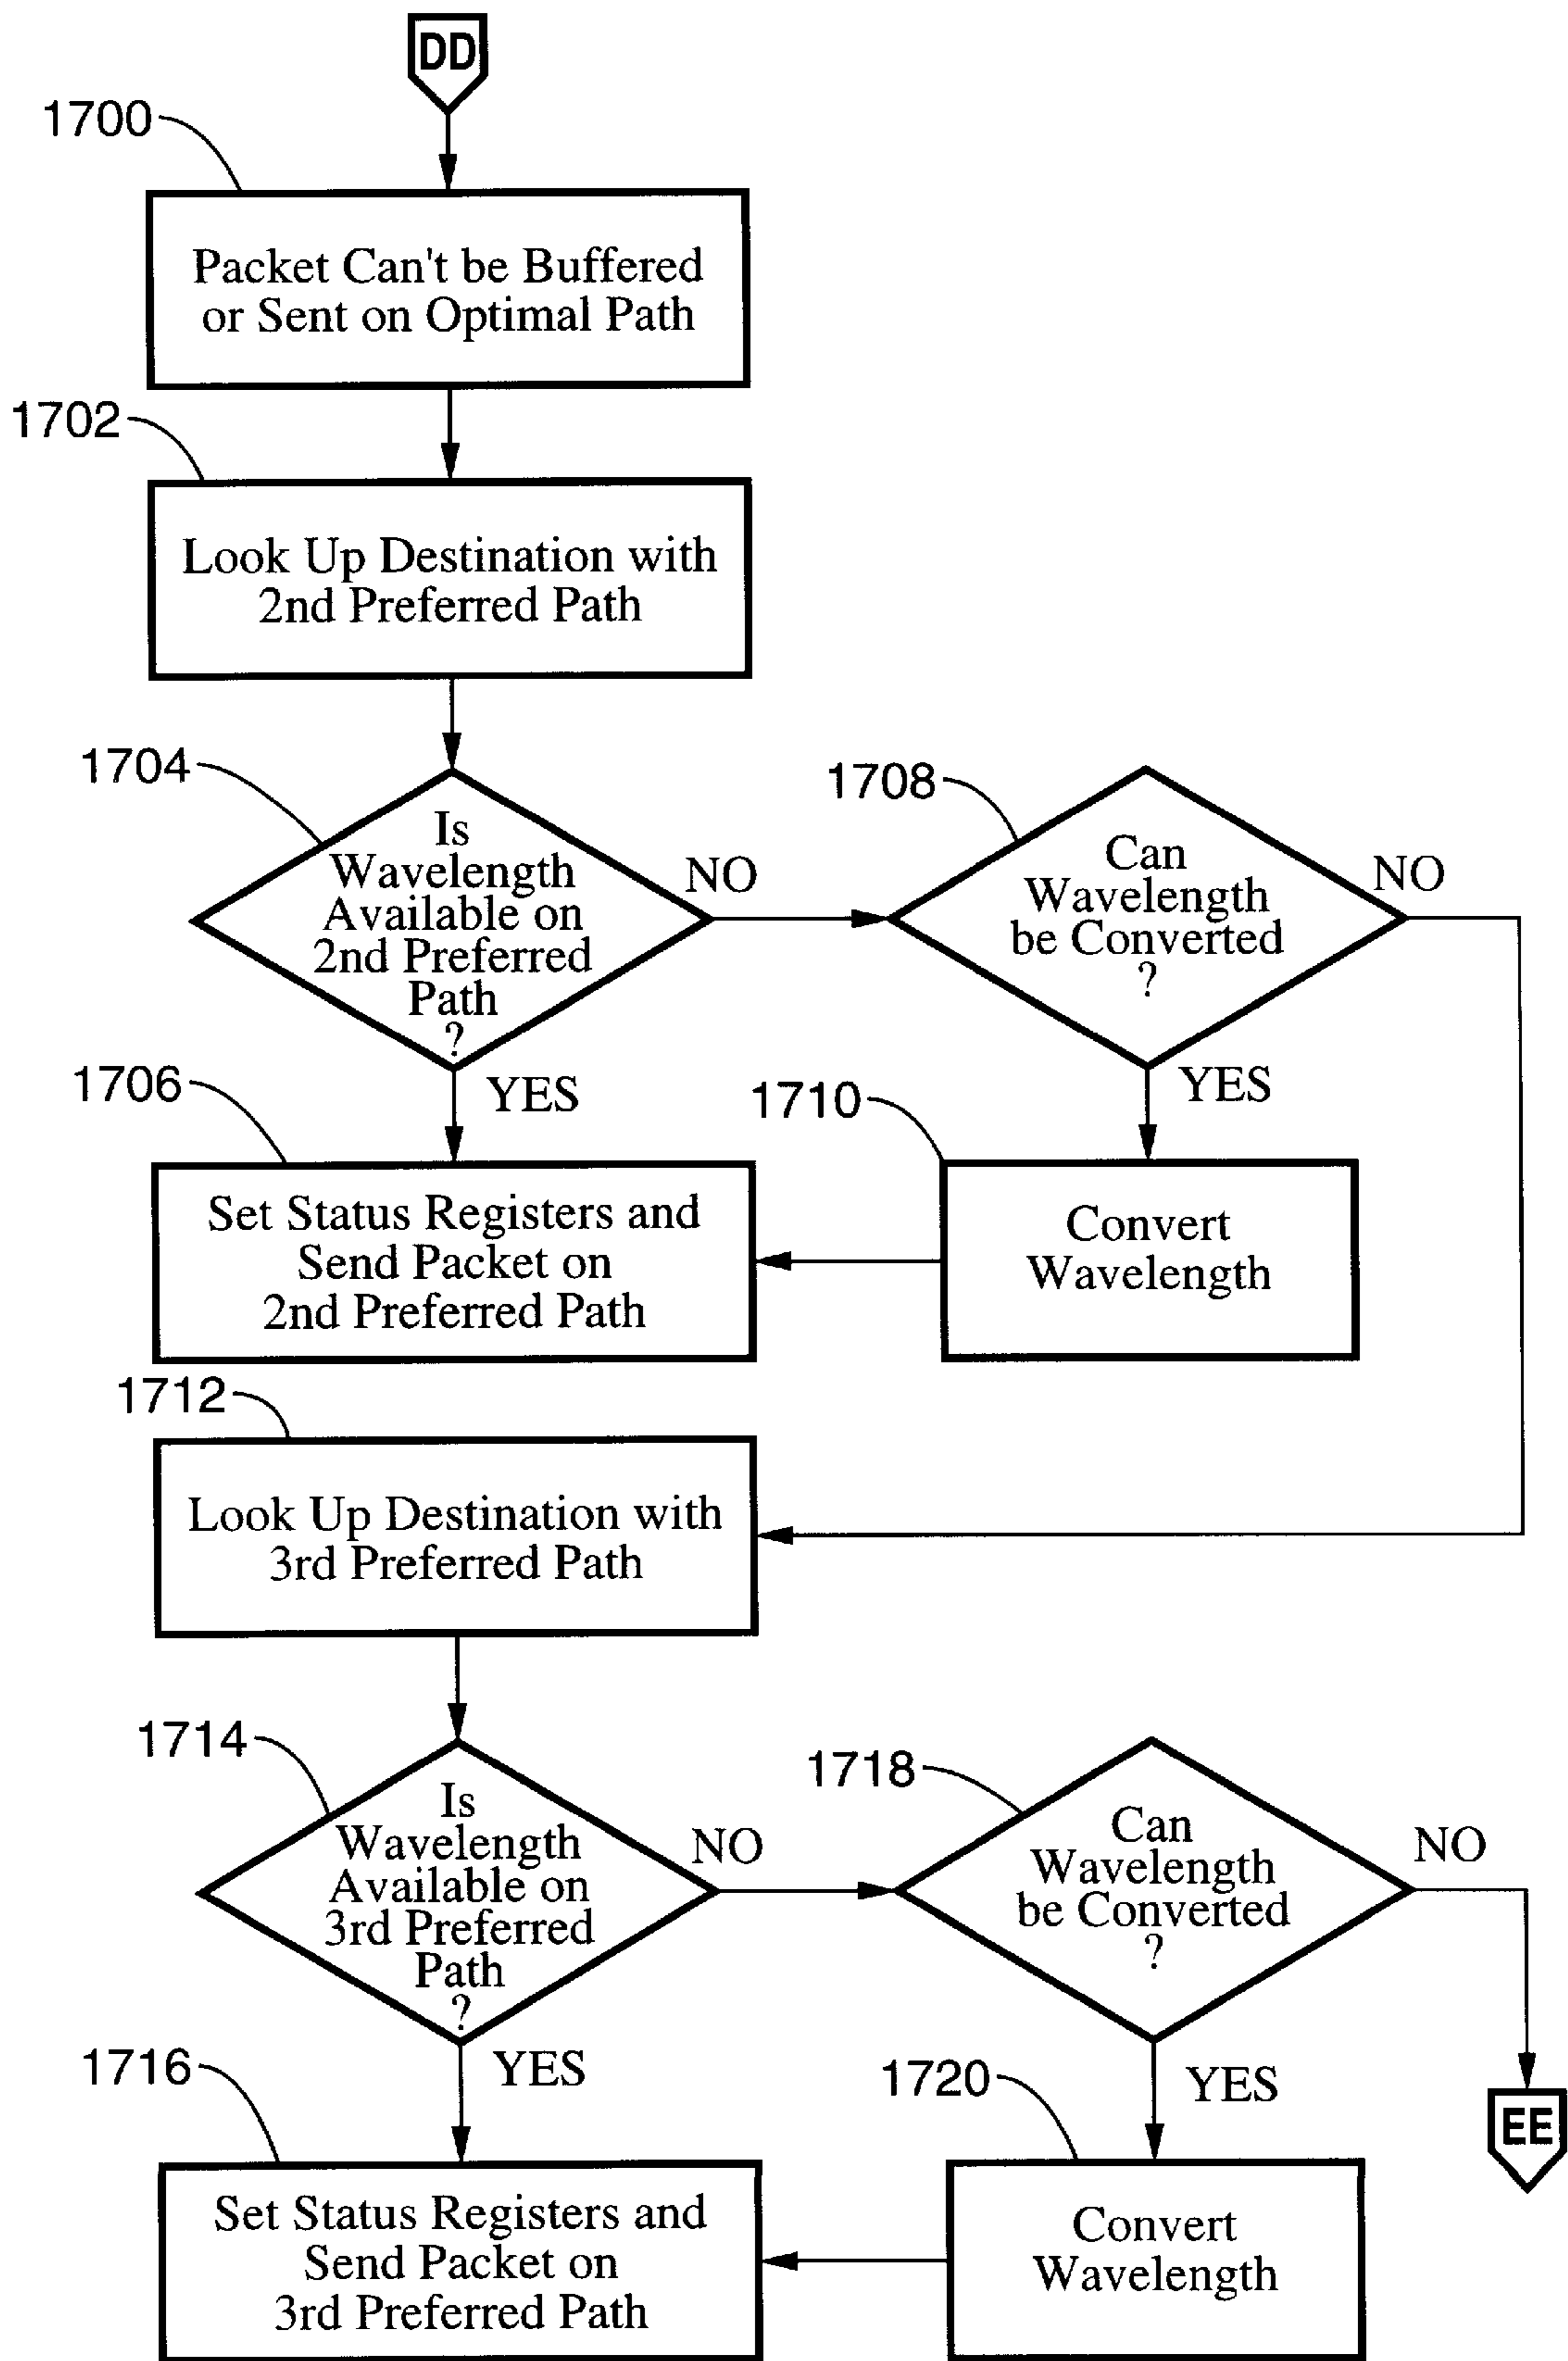 DD
1700
Packet Can't be Buffered
or Sent on Optimal Path
1702
Look Up Destination with
2nd Preferred Path
1704
Is
Wavelength
Available on
2nd Preferred
Path
?
NO
1708
Can
Wavelength
be Converted
?
NO
YES
YES
1706
Set Status Registers and
Send Packet on
2nd Preferred Path
1710
Convert
Wavelength
1712
Look Up Destination with
3rd Preferred Path
1714
Is
Wavelength
Available on
3rd Preferred
Path
?
NO
1718
Can
Wavelength
be Converted
?
NO
YES
YES
1716
Set Status Registers and
Send Packet on
3rd Preferred Path
1720
Convert
Wavelength
EE